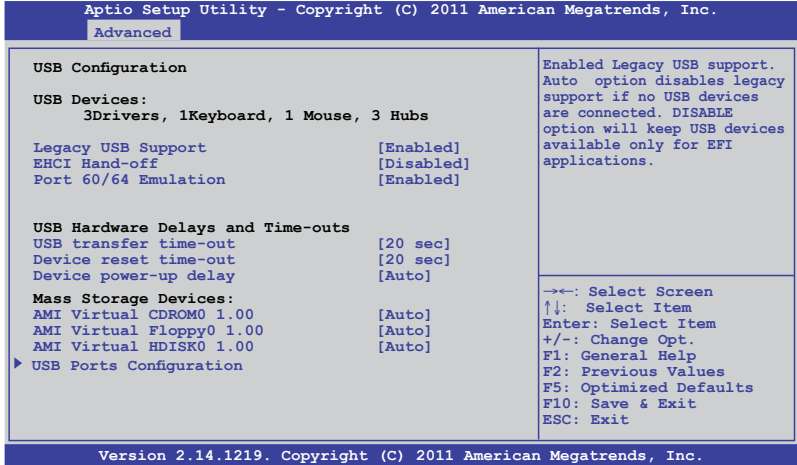 Aptio Setup Utility - Copyright (C) 2011 American Megatrends, Inc.
Advanced
USB Configuration
USB Devices:
3Drivers, 1Keyboard, 1 Mouse, 3 Hubs
Legacy USB Support [Enabled]
EHCI Hand-off [Disabled]
Port 60/64 Emulation [Enabled]
USB Hardware Delays and Time-outs
USB transfer time-out [20 sec]
Device reset time-out [20 sec]
Device power-up delay [Auto]
Mass Storage Devices:
AMI Virtual CDROM0 1.00 [Auto]
AMI Virtual Floppy0 1.00 [Auto]
AMI Virtual HDISK0 1.00 [Auto]
USB Ports Configuration
Enabled Legacy USB support.
Auto option disables legacy
support if no USB devices
are connected. DISABLE
option will keep USB devices
available only for EFI
applications.
→←: Select Screen
↑↓: Select Item
Enter: Select Item
+/-: Change Opt.
F1: General Help
F2: Previous Values
F5: Optimized Defaults
F10: Save & Exit
ESC: Exit
Version 2.14.1219. Copyright (C) 2011 American Megatrends, Inc.